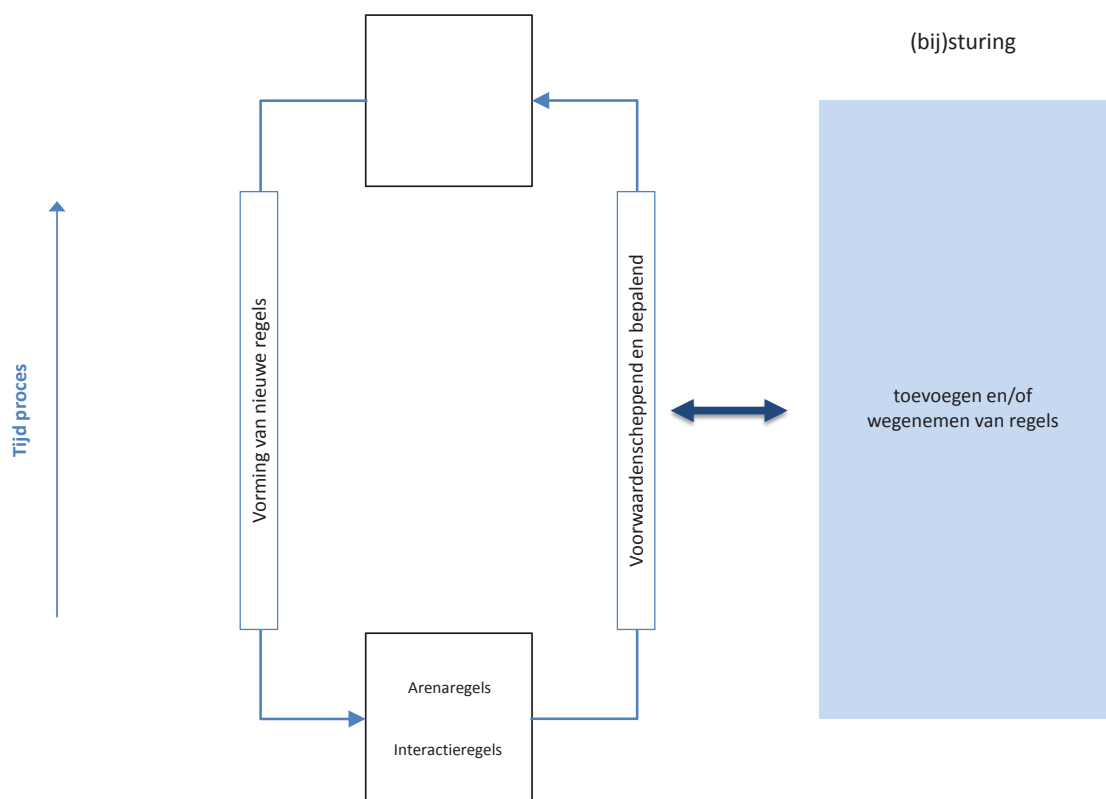 (bij)sturing
Tijd proces
Vorming van nieuwe regels
Voorwaardenscheppend en bepalend
toevoegen en/of
wegenemen van regels
Arenaregels
Interactieregels